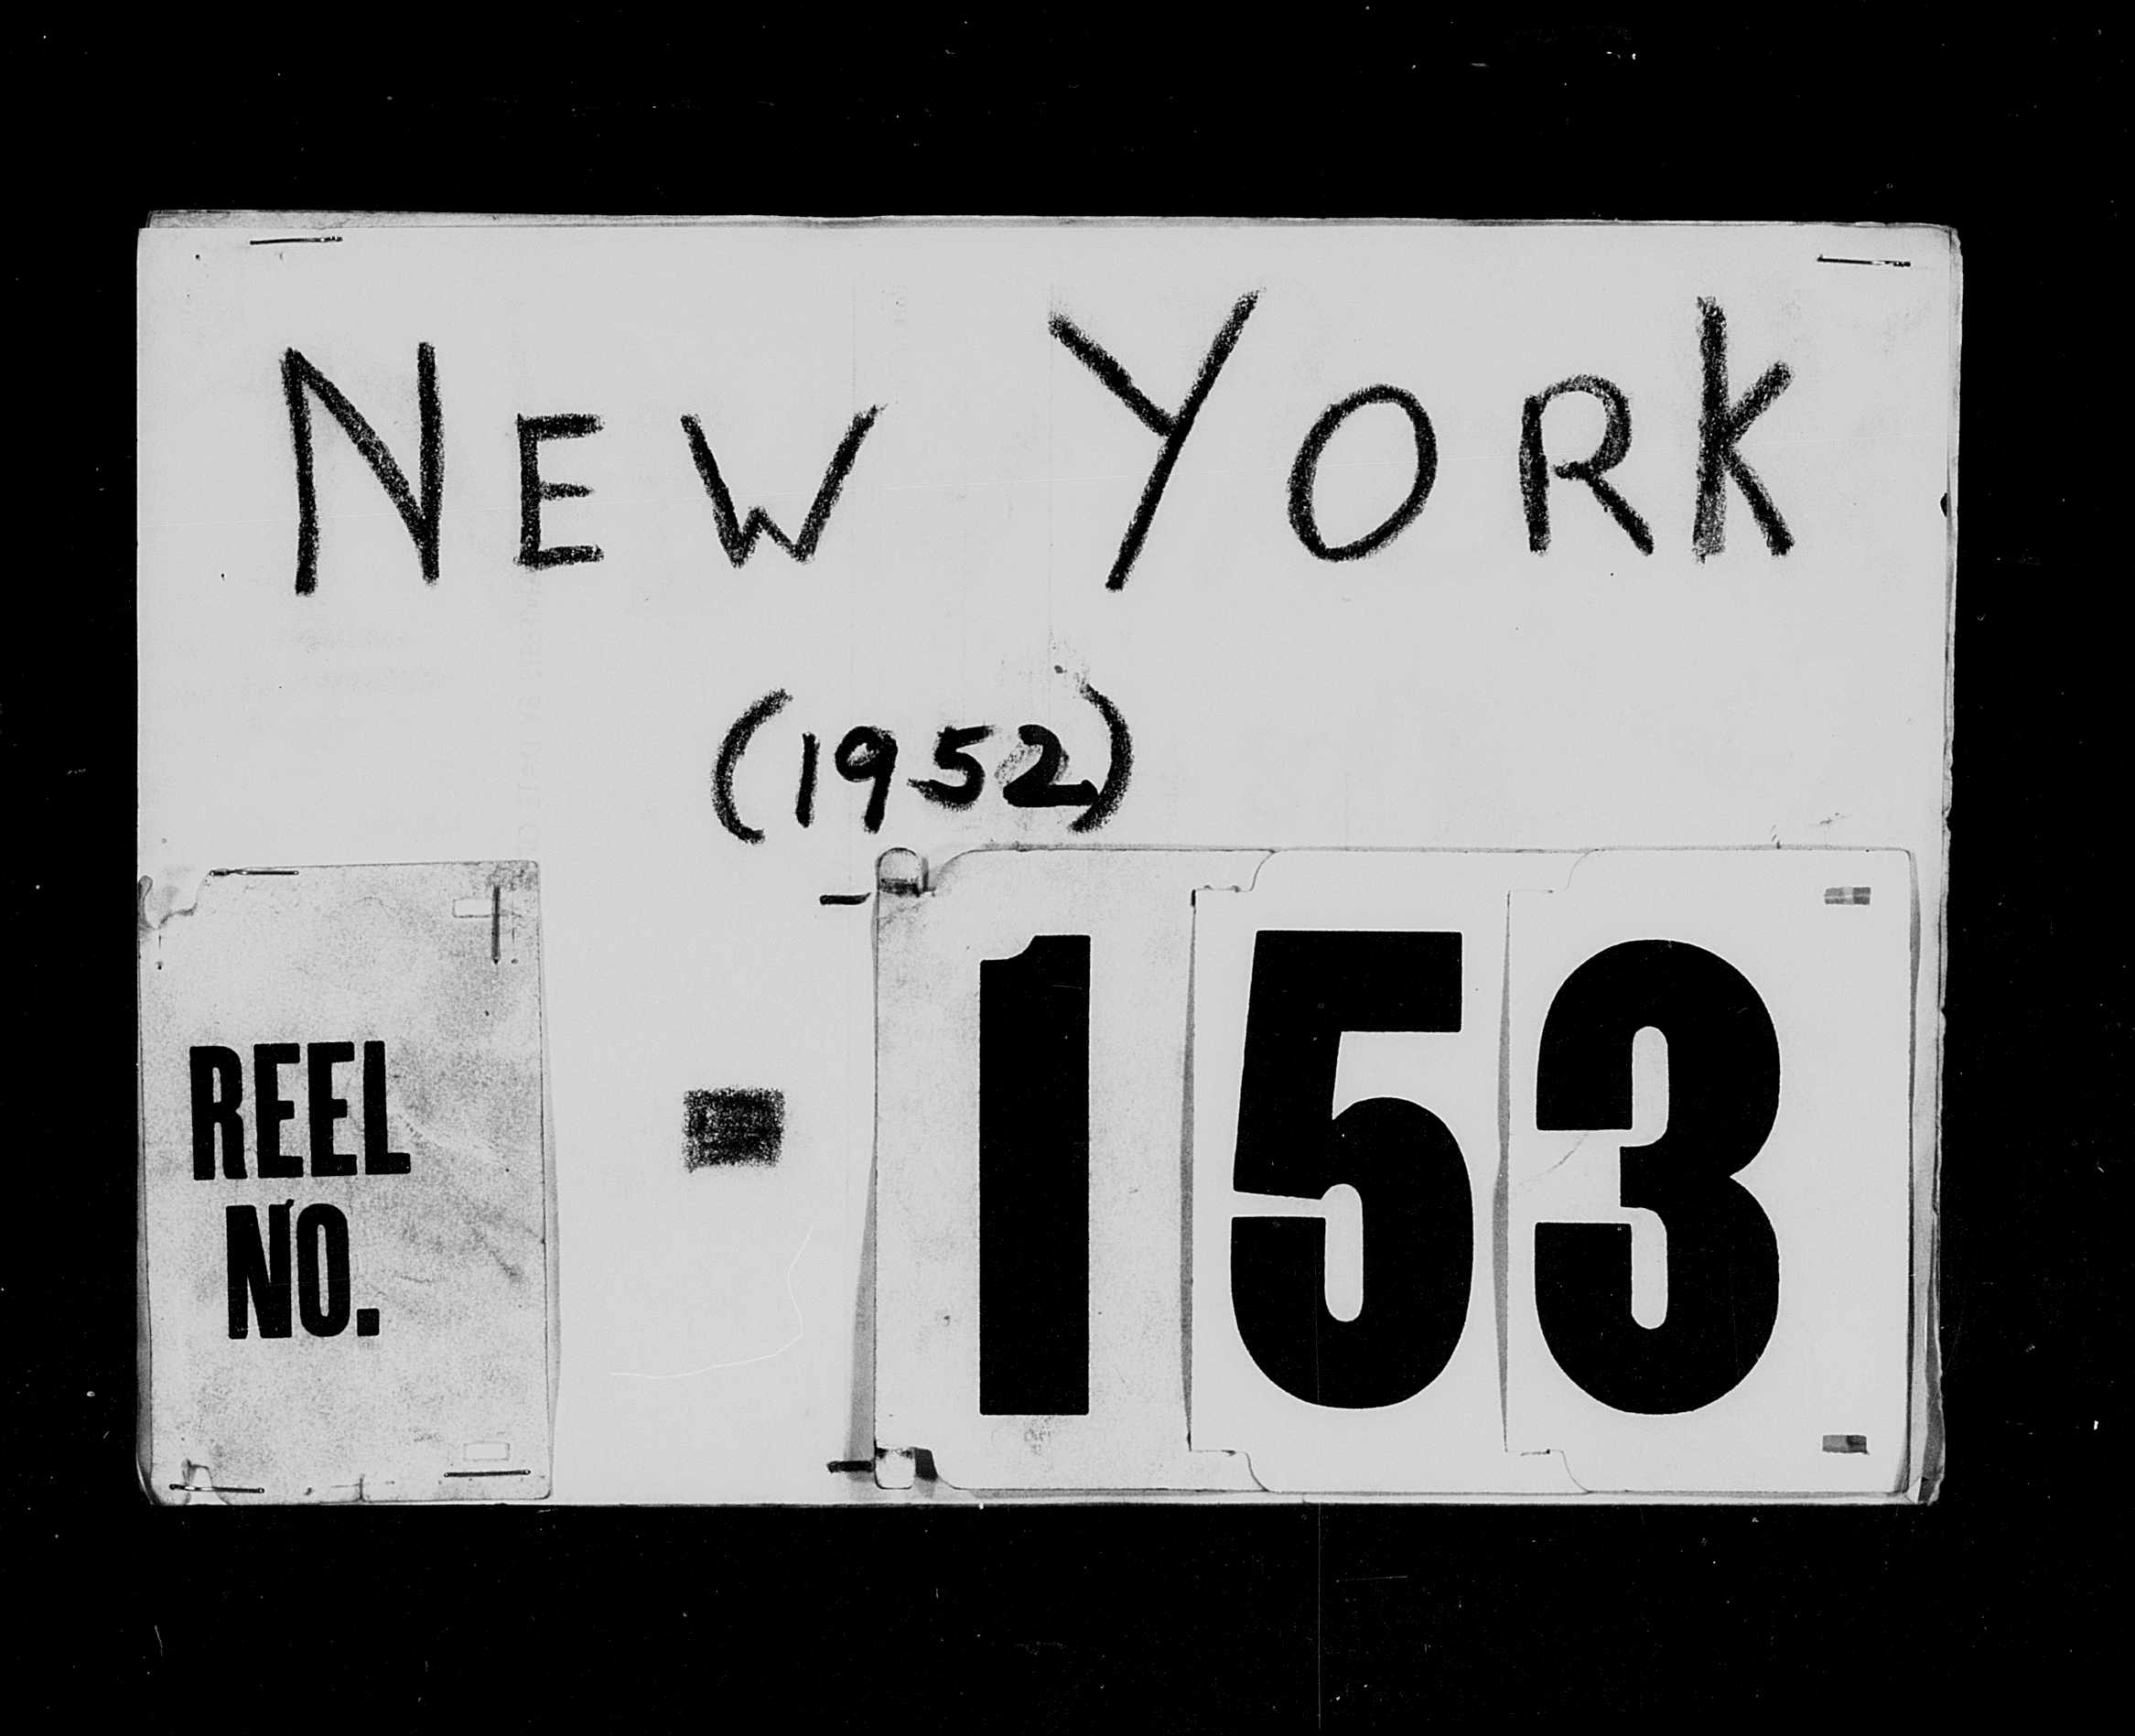 NEW YORK
(1952)
REEL
NO.
- 153